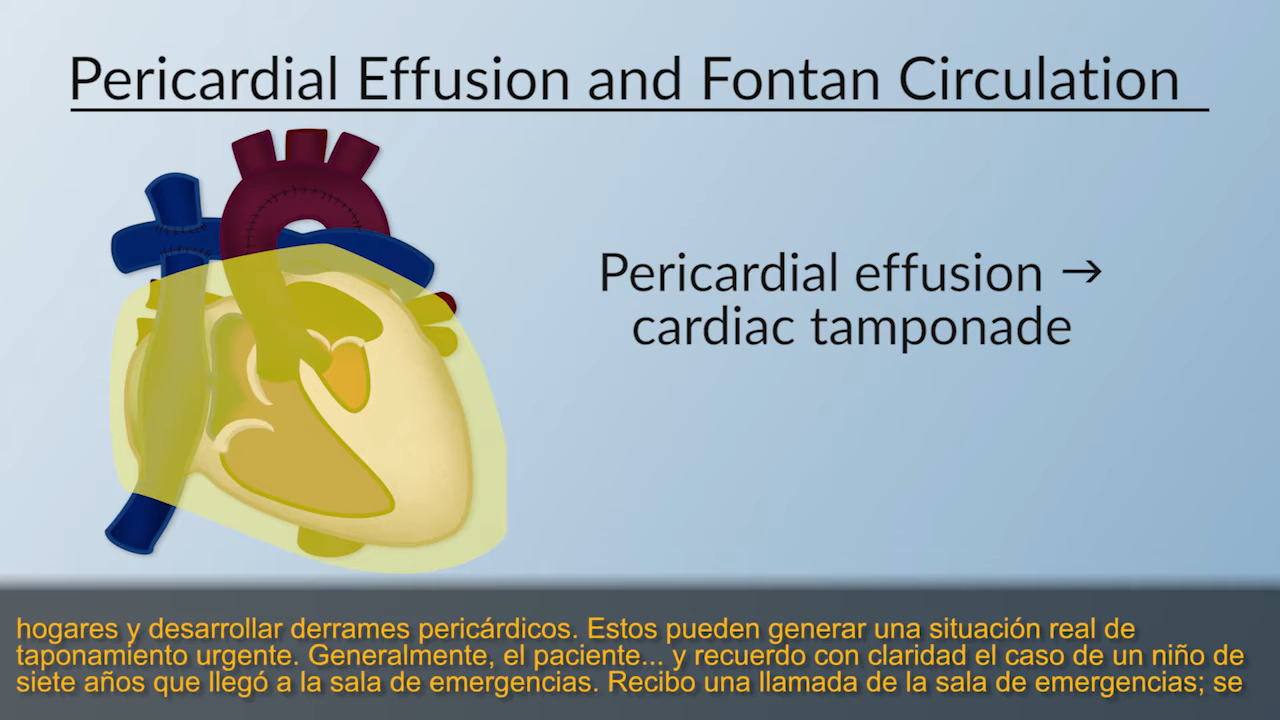 Pericardial Effusion and Fontan Circulation
Pericardial effusion →
cardiac tamponade
hogares y desarrollar derrames pericárdicos. Estos pueden generar una situación real de
taponamiento urgente. Generalmente, el paciente... y recuerdo con claridad el caso de un niño de
siete años que llegó a la sala de emergencias. Recibo una llamada de la sala de emergencias; se